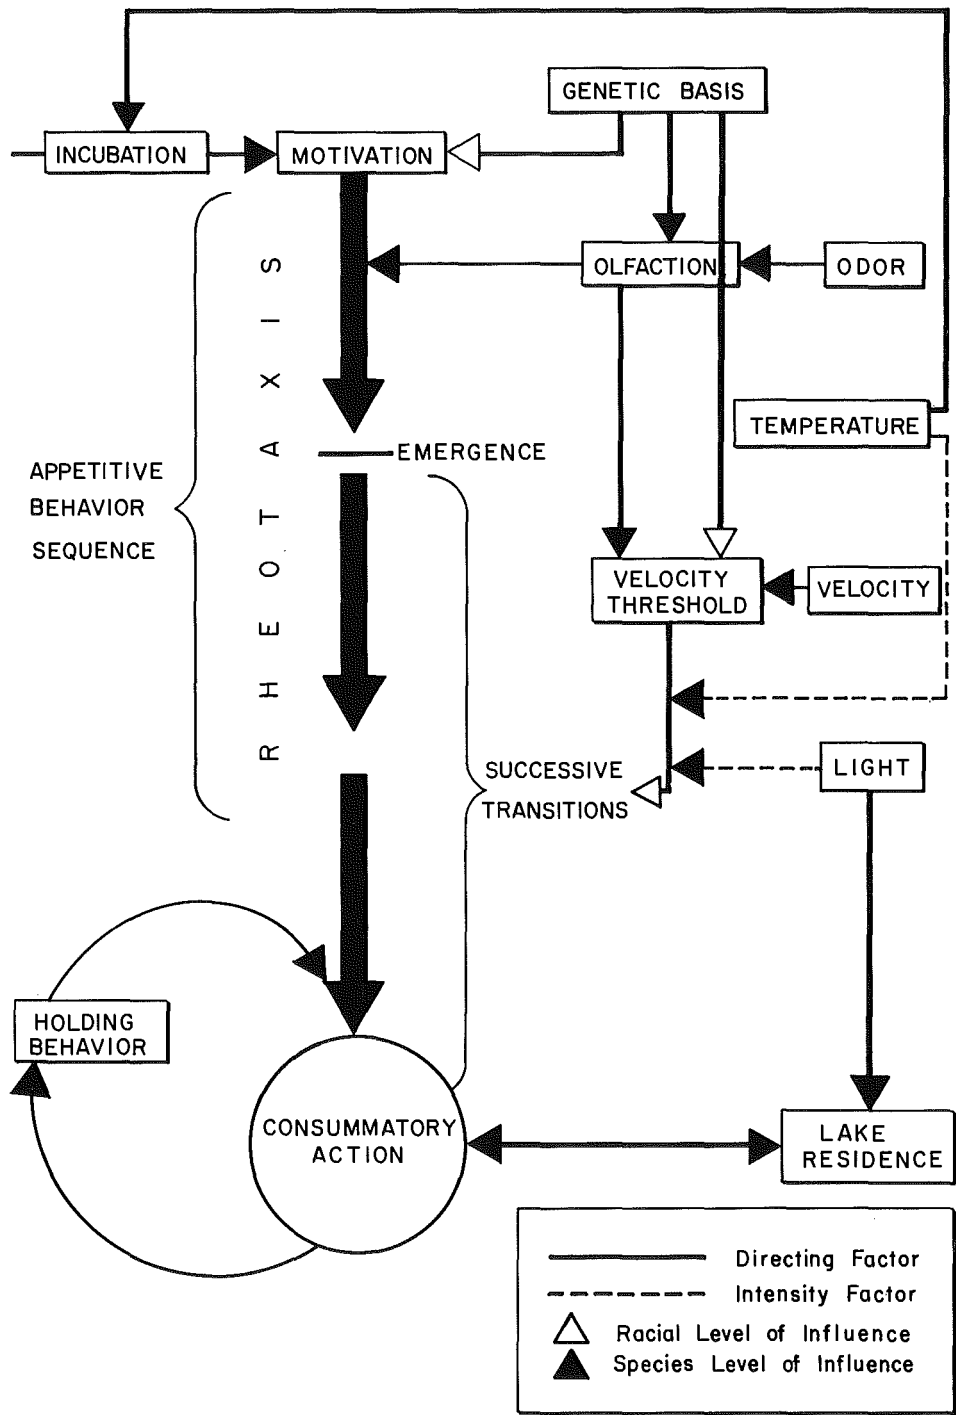 GENETIC BASIS
INCUBATION
MOTIVATION
OLFACTION
ODOR
RHEOTAXIS
TEMPERATURE
EMERGENCE
APPETITIVE
BEHAVIOR
SEQUENCE
VELOCITY
THRESHOLD
VELOCITY
SUCCESSIVE
TRANSITIONS
LIGHT
HOLDING
BEHAVIOR
CONSUMMATORY
ACTION
LAKE
RESIDENCE
Directing Factor
Intensity Factor
Racial Level of Influence
Species Level of Influence